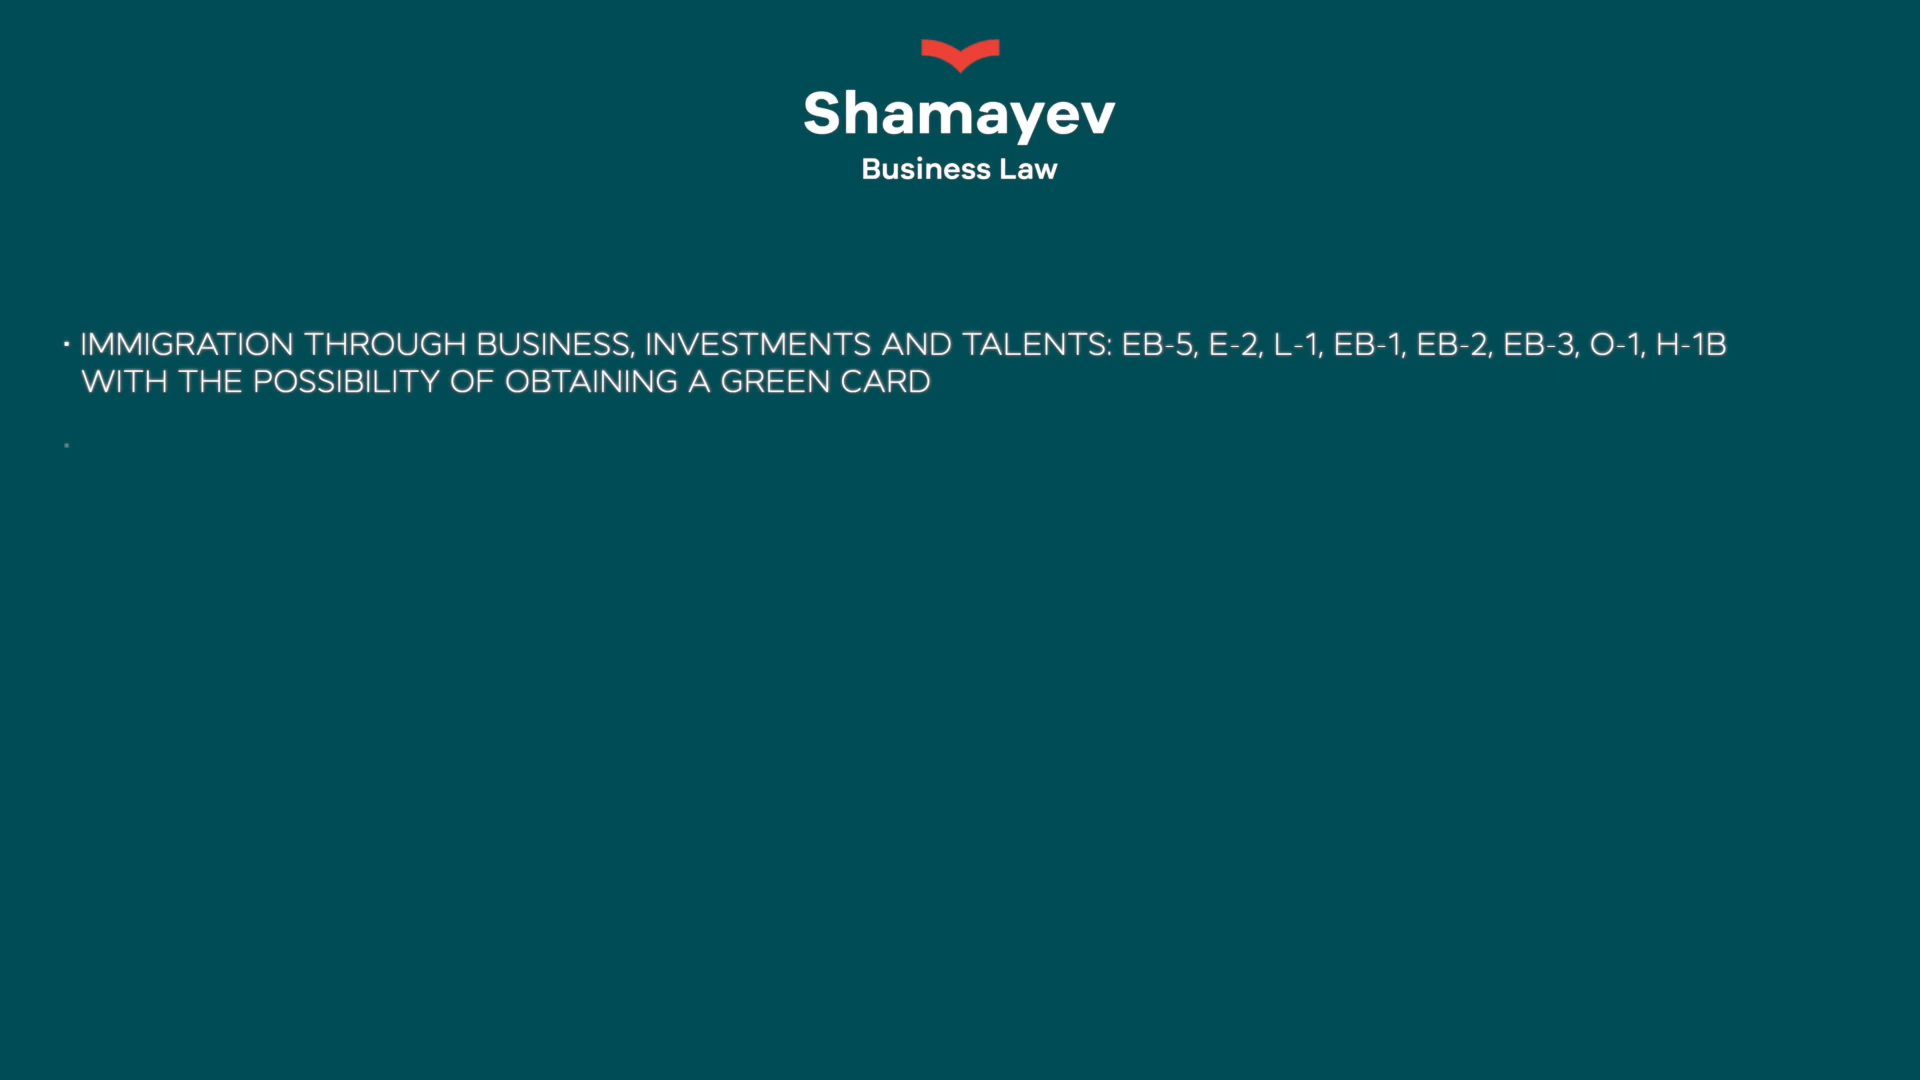 Shamayev
Business Law
· IMMIGRATION THROUGH BUSINESS, INVESTMENTS AND TALENTS: EB-5, E-2, L-1, EB-1, EB-2, EB-3, O-1, H-1B
WITH THE POSSIBILITY OF OBTAINING A GREEN CARD
·